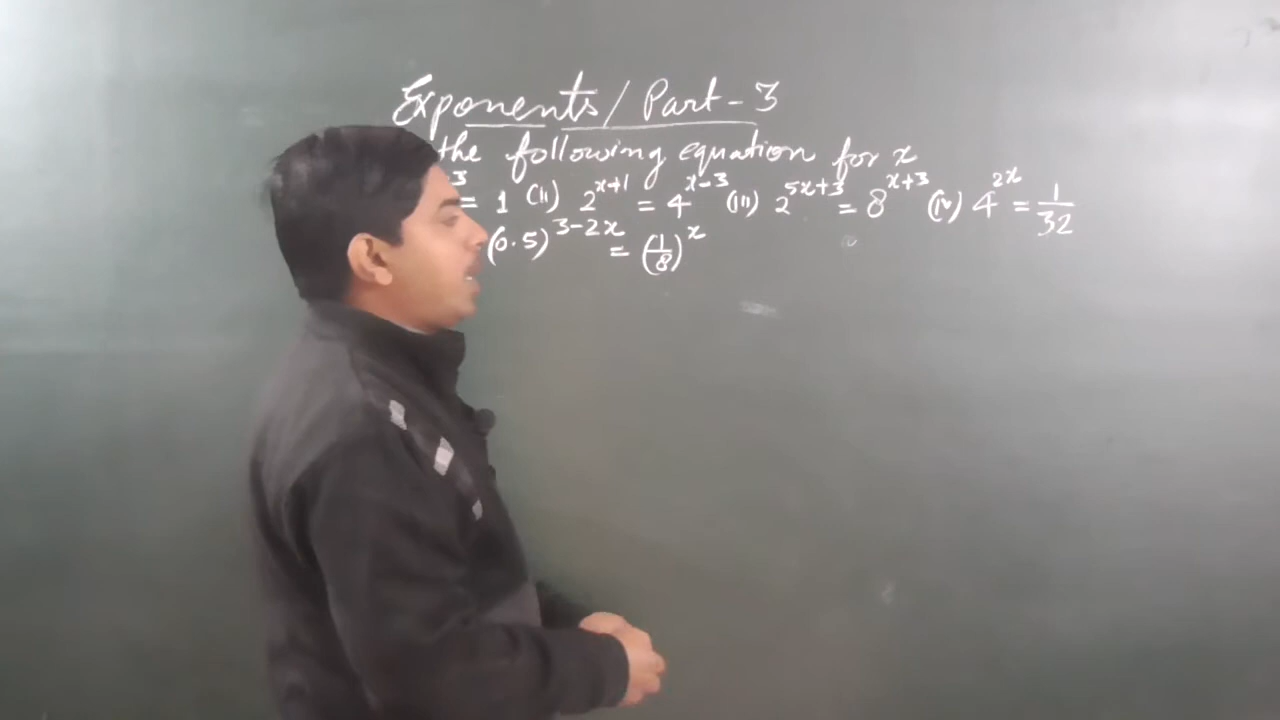 Exponents / Part - 3
the following equation for x
3 = 1 (ii) 2^{x+1} = 4^{x-3} (iii) 2^{5x+3} = 8^{x+3} (iv) 4^{2x} = 1/32
(0.5)^{3-2x} = (1/8)^x